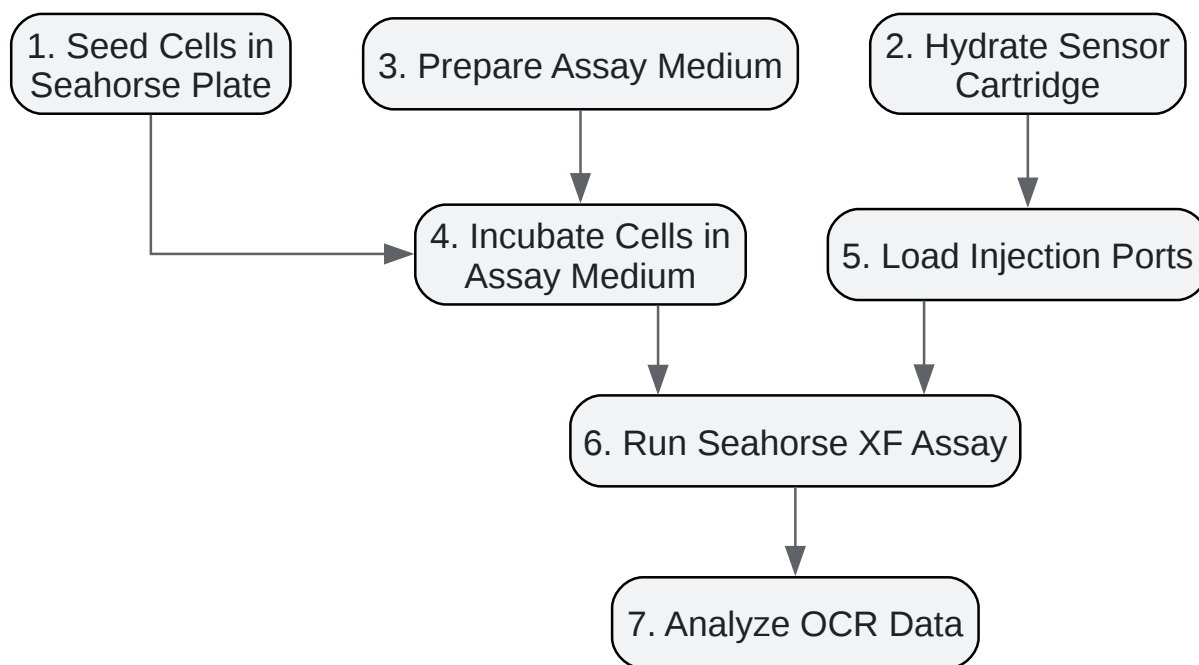 1. Seed Cells in
Seahorse Plate
3. Prepare Assay Medium
2. Hydrate Sensor
Cartridge
4. Incubate Cells in
Assay Medium
5. Load Injection Ports
6. Run Seahorse XF Assay
7. Analyze OCR Data